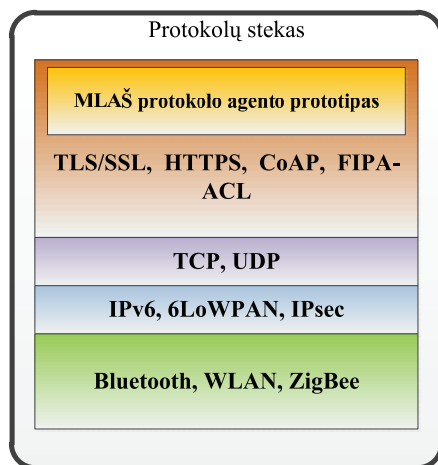 Protokolų stekas
MLAŠ protokolo agento prototipas
TLS/SSL, HTTPS, CoAP, FIPA-
ACL
TCP, UDP
IPv6, 6LoWPAN, IPsec
Bluetooth, WLAN, ZigBee